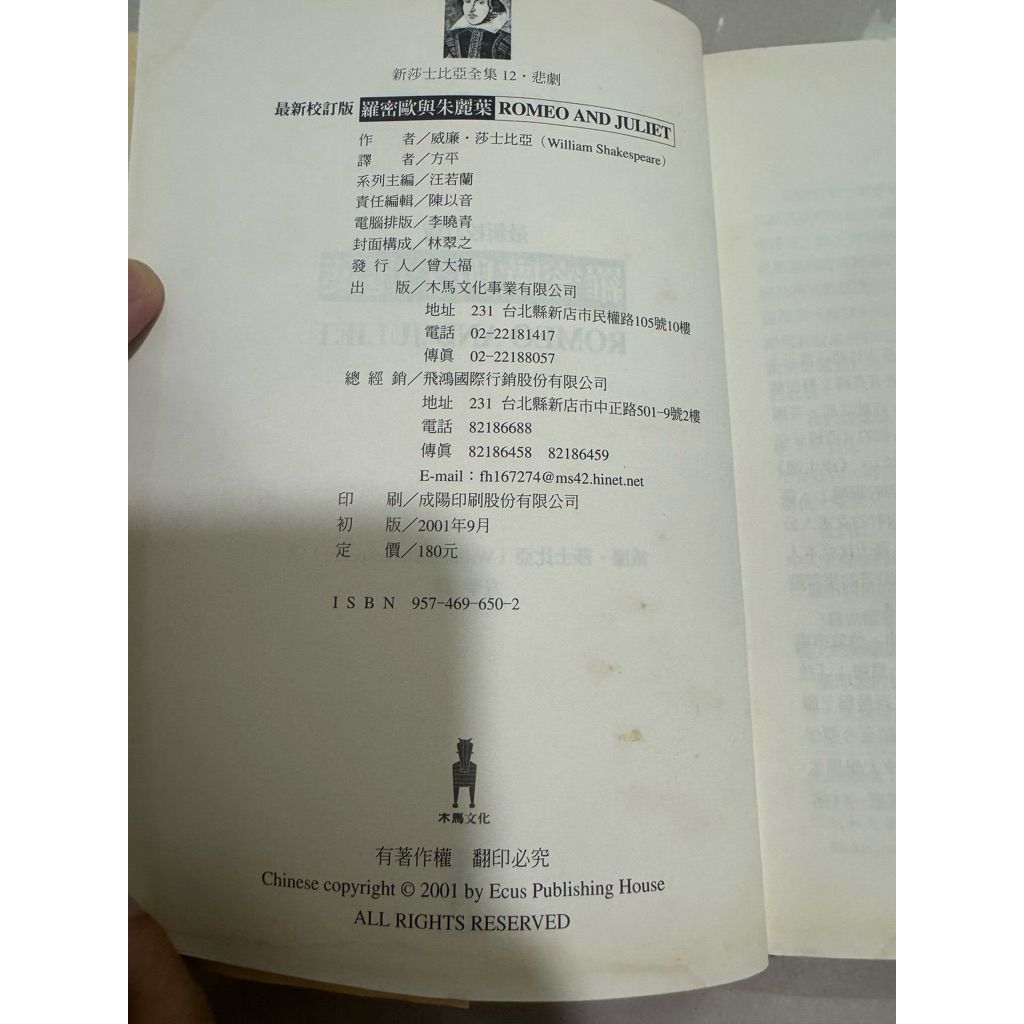 新莎士比亞全集12・悲劇
最新校訂版 羅密歐與朱麗葉 ROMEO AND JULIET
作者／威廉・莎士比亞（William Shakespeare）
譯者／方平
系列主編／汪若蘭
責任編輯／陳以音
電腦排版／李曉青
封面構成／林翠之
發行人／曾大福
出版／木馬文化事業有限公司
地址 231 台北縣新店市民權路105號10樓
電話 02-22181417
傳眞 02-22188057
總經銷／飛鴻國際行銷股份有限公司
地址 231 台北縣新店市中正路501-9號2樓
電話 82186688
傳眞 82186458 82186459
E-mail：fh167274@ms42.hinet.net
印刷／成陽印刷股份有限公司
初版／2001年9月
定價／180元
ISBN 957-469-650-2
木馬文化
有著作權 翻印必究
Chinese copyright © 2001 by Ecus Publishing House
ALL RIGHTS RESERVED